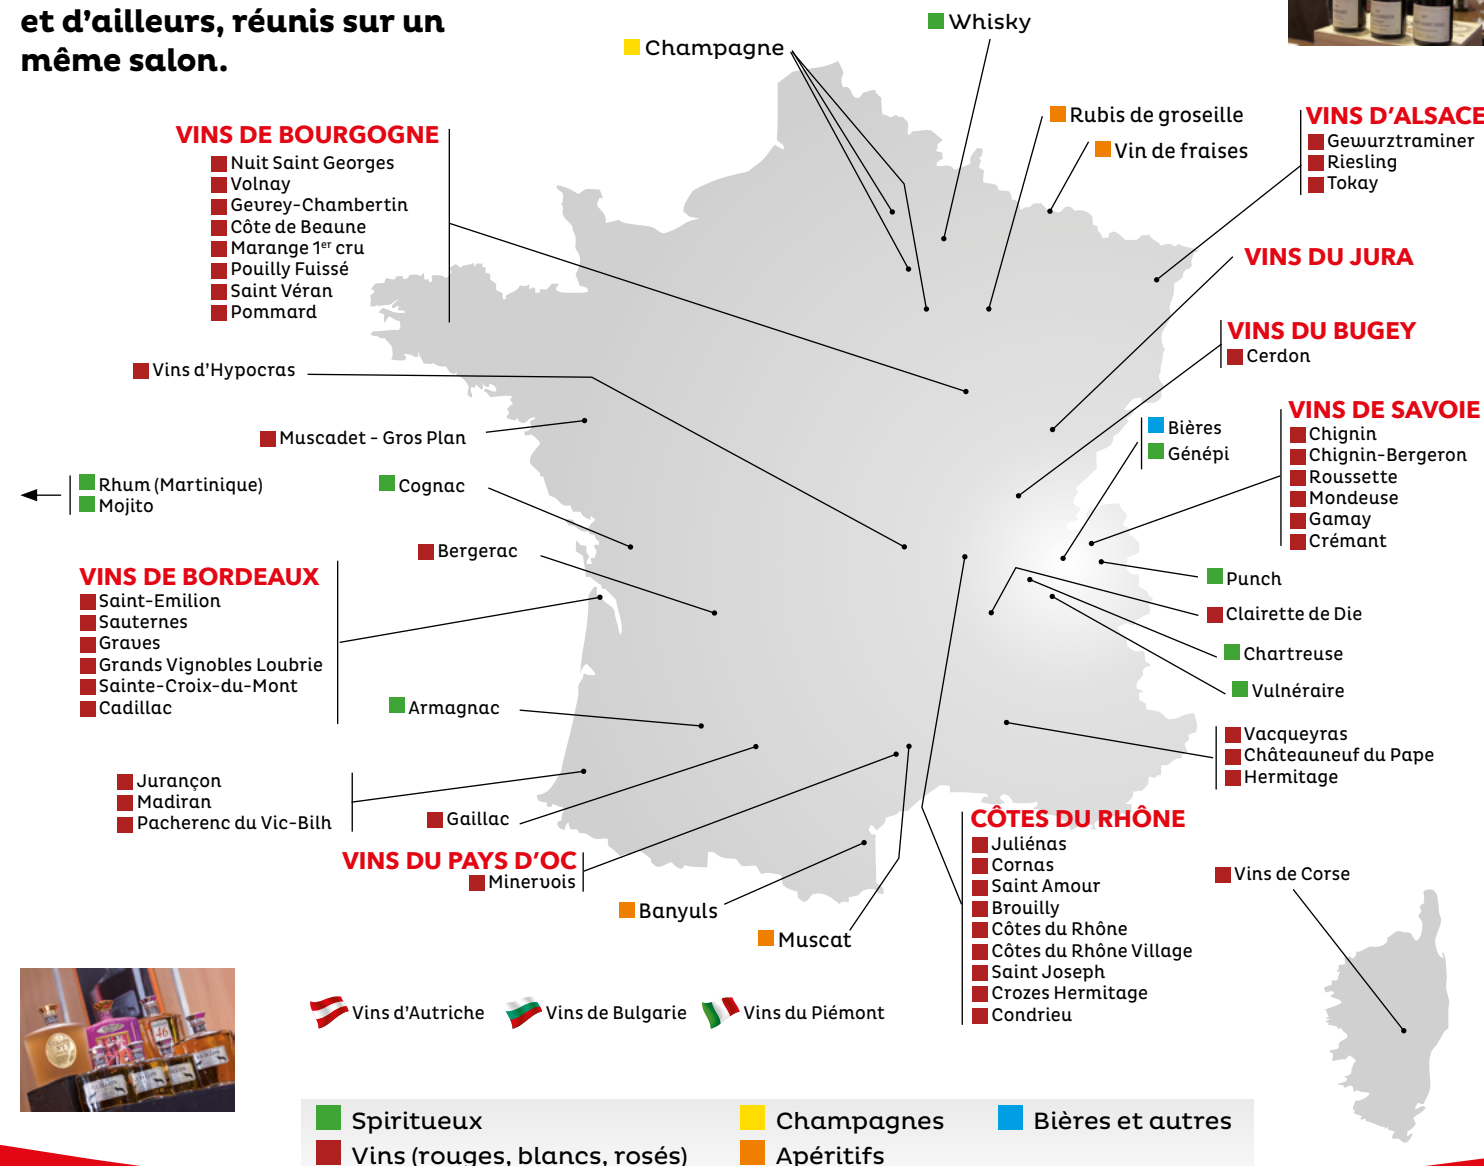 et d'ailleurs, réunis sur un
même salon.
Whisky
Champagne
Rubis de groseille
Vin de fraises
VINS D'ALSACE
Gewurztraminer
Riesling
Tokay
VINS DE BOURGOGNE
Nuit Saint Georges
Volnay
Gevrey-Chambertin
Côte de Beaune
Marange 1er cru
Pouilly Fuissé
Saint Véran
Pommard
VINS DU JURA
VINS DU BUGEY
Cerdon
Vins d'Hypocras
Muscadet - Gros Plan
VINS DE SAVOIE
Chignin
Chignin-Bergeron
Roussette
Mondeuse
Gamay
Crémant
Bières
Génépi
Rhum (Martinique)
Mojito
Cognac
Bergerac
VINS DE BORDEAUX
Saint-Emilion
Sauternes
Graves
Grands Vignobles Loubrie
Sainte-Croix-du-Mont
Cadillac
Punch
Clairette de Die
Chartreuse
Vulnéraire
Armagnac
Vacqueyras
Châteauneuf du Pape
Hermitage
Jurançon
Madiran
Pacherenc du Vic-Bilh
Gaillac
VINS DU PAYS D'OC
Minervois
Banyuls
Muscat
CÔTES DU RHÔNE
Juliénas
Cornas
Saint Amour
Brouilly
Côtes du Rhône
Côtes du Rhône Village
Saint Joseph
Crozes Hermitage
Condrieu
Vins de Corse
Vins d'Autriche
Vins de Bulgarie
Vins du Piémont
46
Spiritueux
Champagnes
Bières et autres
Vins (rouges, blancs, rosés)
Apéritifs